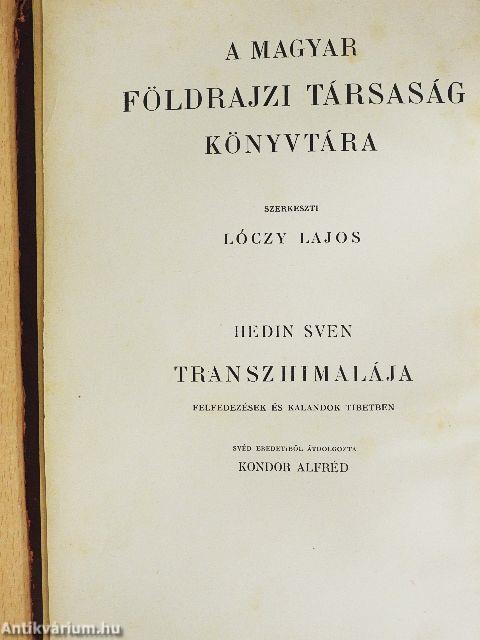 A MAGYAR
FÖLDRAJZI TÁRSASÁG
KÖNYVTÁRA
SZERKESZTI
LÓCZY LAJOS
HEDIN SVEN
TRANSZHIMALÁJA
FELFEDEZÉSEK ÉS KALANDOK TIBETBEN
SVÉD EREDETIBŐL ÁTDOLGOZTA
KONDOR ALFRÉD
Antikvárium.hu